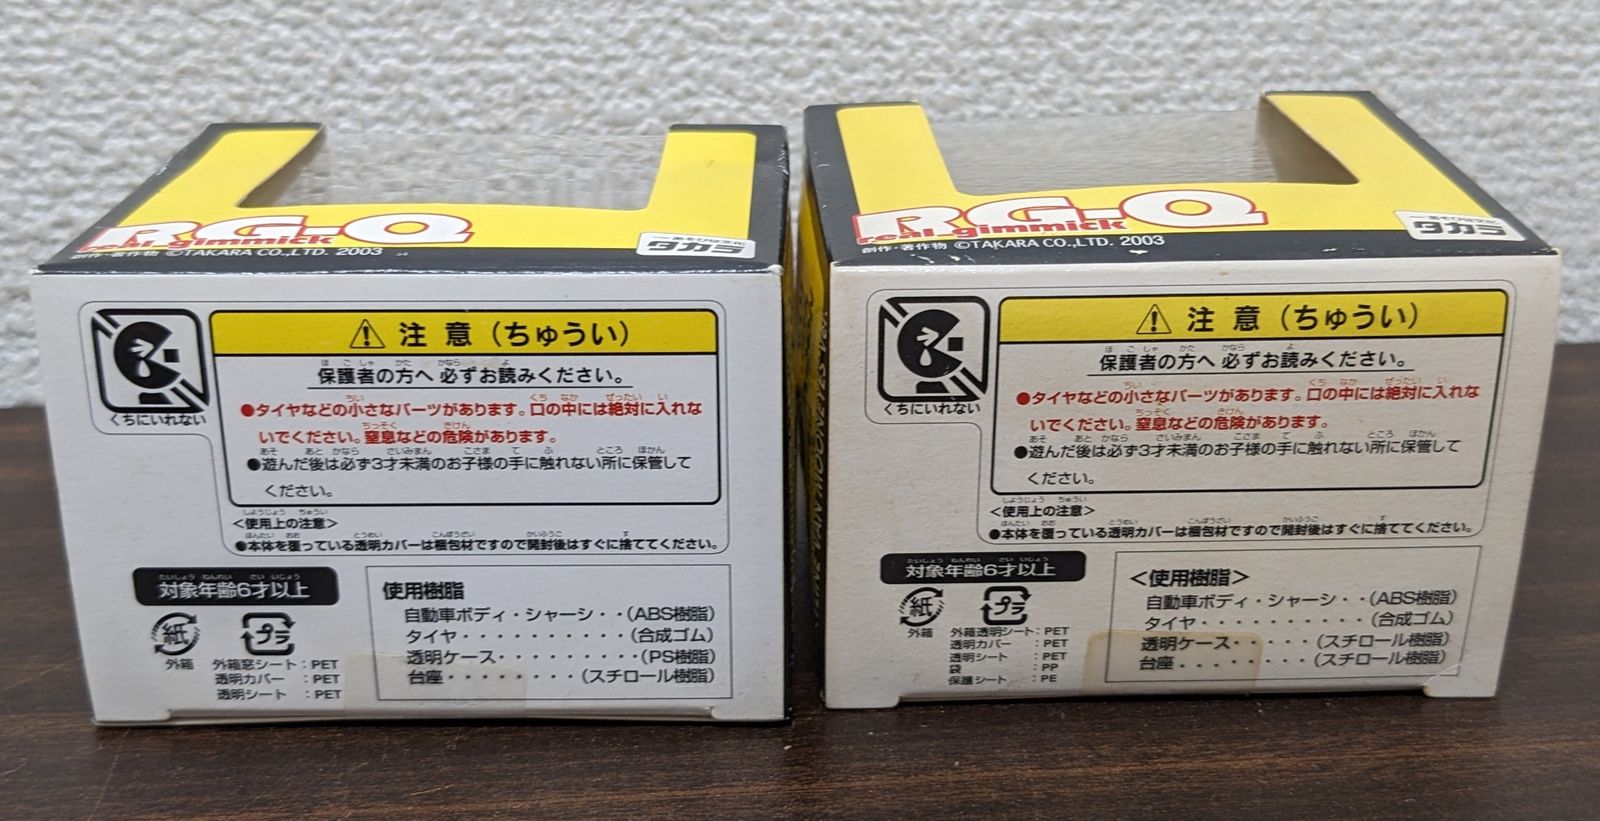 RG-Q
real gimmick
創作・著作物 ©TAKARA CO.,LTD. 2003
タカラ
くちにいれない
注意（ちゅうい）
保護者の方へ 必ずお読みください。
●タイヤなどの小さなパーツがあります。口の中には絶対に入れな
いでください。窒息などの危険があります。
●遊んだ後は必ず3才未満のお子様の手に触れない所に保管して
ください。
<使用上の注意>
●本体を覆っている透明カバーは梱包材ですので開封後はすぐに捨ててください。
対象年齢6才以上
紙
外箱
プラ
外箱窓シート：PET
透明カバー：PET
透明シート：PET
使用樹脂
自動車ボディ・シャーシ・・(ABS樹脂)
タイヤ・・・・・・・・・・(合成ゴム)
透明ケース・・・・・・・・・(PS樹脂)
台座・・・・・・・・(スチロール樹脂)
RG-Q
real gimmick
創作・著作物 ©TAKARA CO.,LTD. 2003
タカラ
くちにいれない
注意（ちゅうい）
保護者の方へ 必ずお読みください。
●タイヤなどの小さなパーツがあります。口の中には絶対に入れな
いでください。窒息などの危険があります。
●遊んだ後は必ず3才未満のお子様の手に触れない所に保管して
ください。
<使用上の注意>
●本体を覆っている透明カバーは梱包材ですので開封後はすぐに捨ててください。
対象年齢6才以上
紙
外箱
プラ
外箱透明シート：PET
透明カバー：PET
透明シート：PET
袋：PP
保護シート：PE
<使用樹脂>
自動車ボディ・シャーシ・・(ABS樹脂)
タイヤ・・・・・・・・・・(合成ゴム)
透明ケース・・・・・(スチロール樹脂)
台座・・・・・・・・(スチロール樹脂)